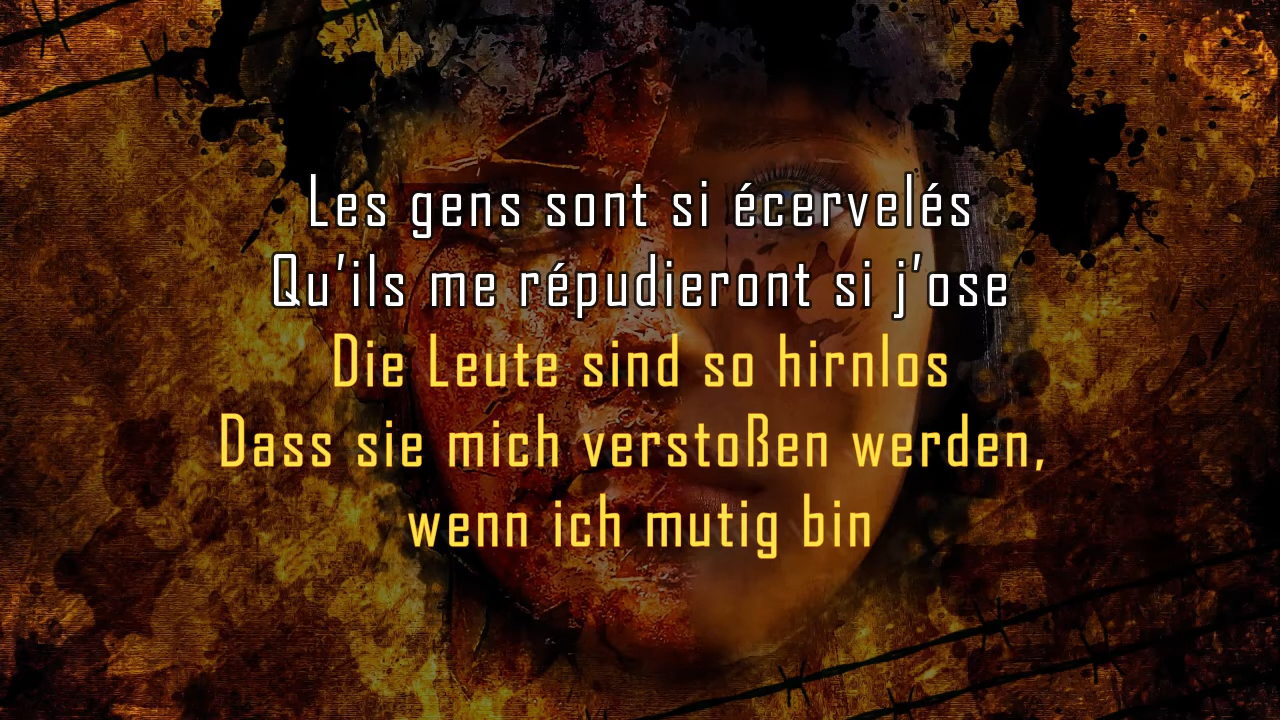 Les gens sont si écervelés
Qu'ils me répudieront si j'ose
Die Leute sind so hirnlos
Dass sie mich verstoßen werden,
wenn ich mutig bin